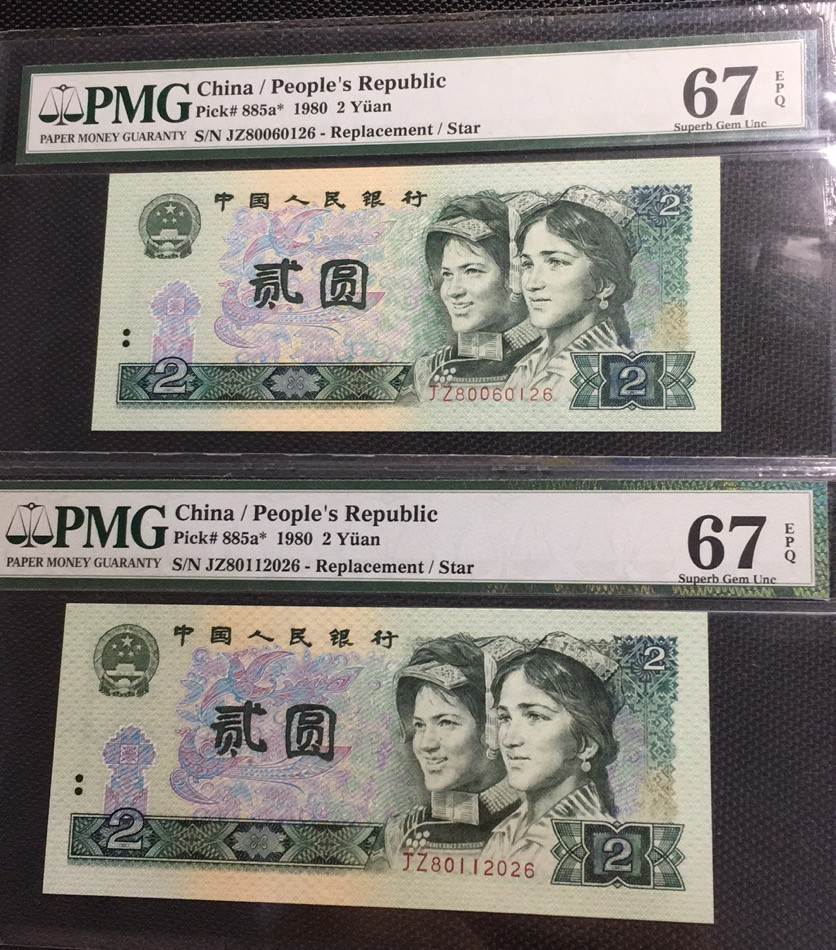 PMG
PAPER MONEY GUARANTY
China / People's Republic
Pick# 885a* 1980 2 Yüan
S/N JZ80060126 - Replacement / Star
67
EPQ
Superb Gem Unc
中国人民银行
2
贰圆
2
2
JZ80060126
PMG
PAPER MONEY GUARANTY
China / People's Republic
Pick# 885a* 1980 2 Yüan
S/N JZ80112026 - Replacement / Star
67
EPQ
Superb Gem Unc
中国人民银行
2
贰圆
2
2
JZ80112026